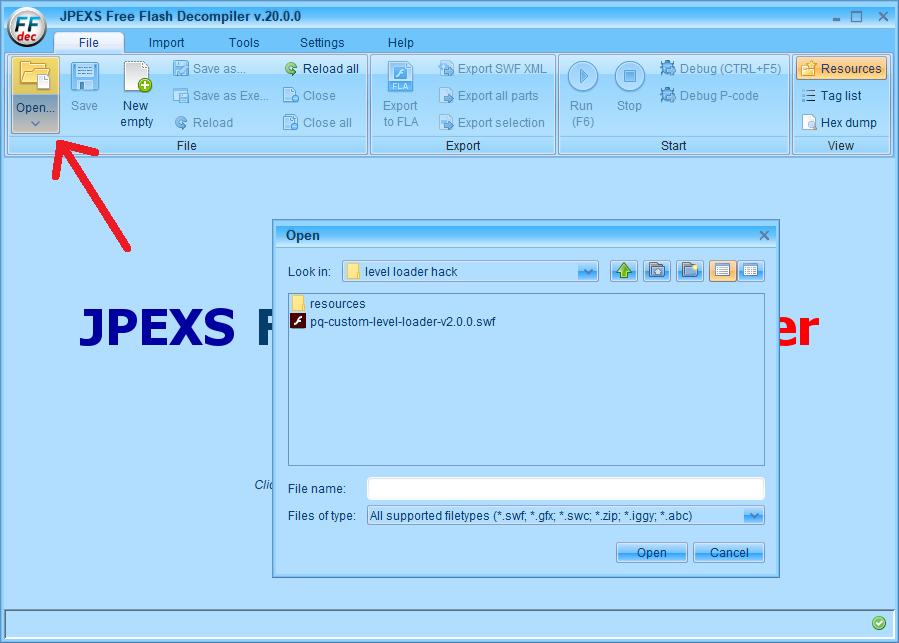 FF
dec
JPEXS Free Flash Decompiler v.20.0.0
File Import Tools Settings Help
Open... Save New empty
Save as...
Save as Exe...
Reload
Reload all
Close
Close all
File
FLA
Export to FLA
Export SWF XML
Export all parts
Export selection
Export
Run (F6)
Stop
Debug (CTRL+F5)
Debug P-code
Start
Resources
Tag list
Hex dump
View
Open
Look in: level loader hack
resources
pq-custom-level-loader-v2.0.0.swf
JPEXS F er
Clic
File name:
Files of type: All supported filetypes (*.swf; *.gfx; *.swc; *.zip; *.iggy; *.abc)
Open Cancel